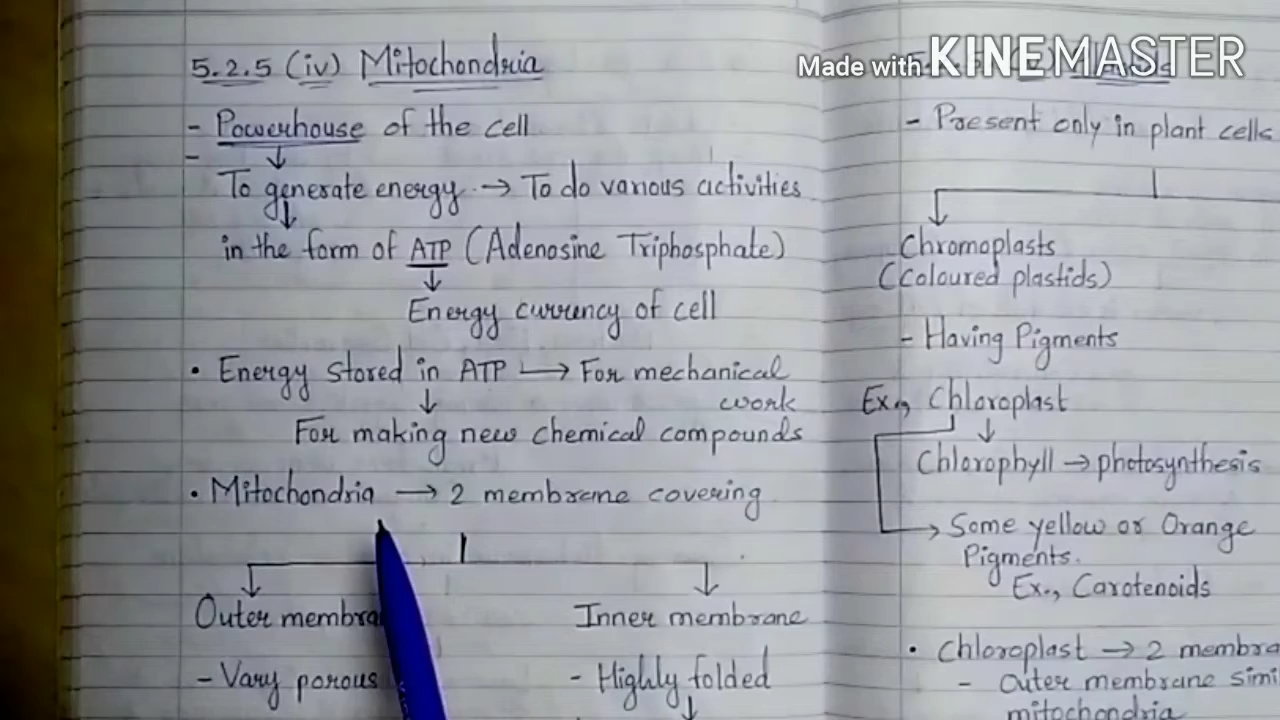 5.2.5 (iv) Mitochondria
- Powerhouse of the cell
-
To generate energy → To do various activities
in the form of ATP (Adenosine Triphosphate)
Energy currency of cell
• Energy stored in ATP → For mechanical
work
For making new chemical compounds
• Mitochondria → 2 membrane covering
Outer membra
Inner membrane
- Vary porous
- Highly folded
Made with KINEMASTER
- Present only in plant cells
Chromoplasts
(Coloured plastids)
- Having Pigments
Ex., Chloroplast
Chlorophyll → photosynthesis
→ Some yellow or Orange
Pigments.
Ex., Carotenoids
• Chloroplast → 2 membra
- Outer membrane simi
mitochondria